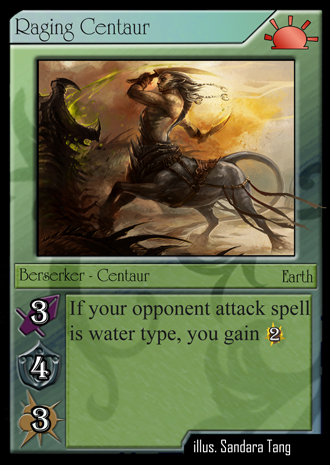 Raging Centaur
Berserker - Centaur Earth
3
If your opponent attack spell
is water type, you gain 2
4
3
illus. Sandara Tang